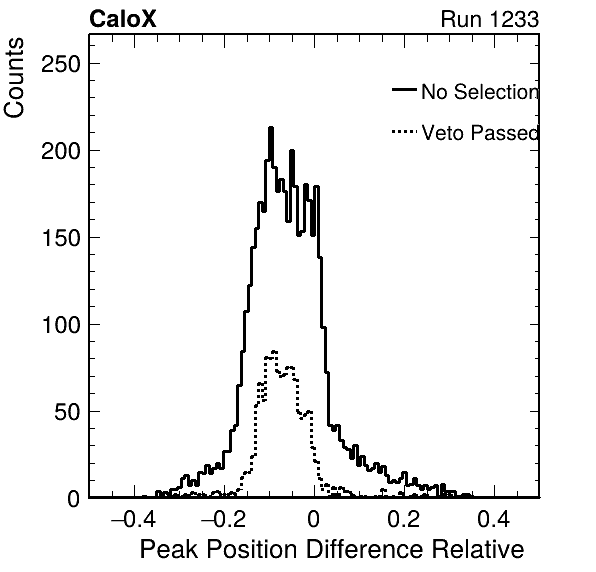 CaloX Run 1233
Counts
250
200
150
100
50
0
No Selection
Veto Passed
−0.4 −0.2 0 0.2 0.4
Peak Position Difference Relative